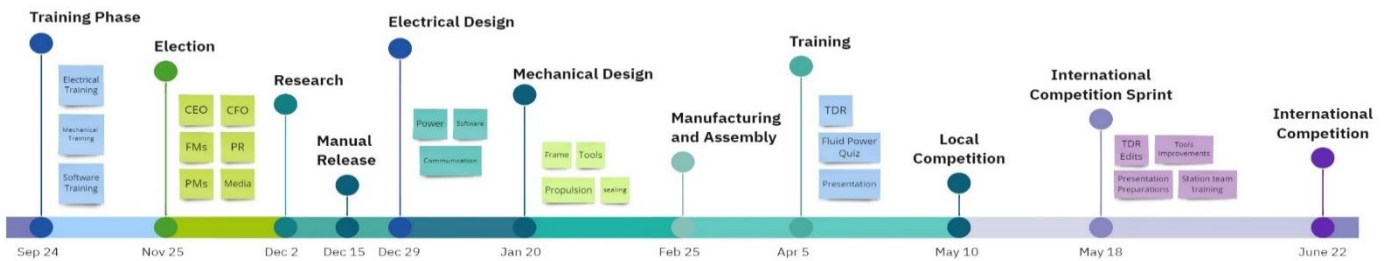 Training Phase
Electrical
Training
Mechanical
Training
Software
Training
Election
CEO
CFO
FMs
PR
PMs
Media
Research
Manual
Release
Electrical Design
Power
Software
Communication
Mechanical Design
Frame
Tools
Propulsion
sealing
Manufacturing
and Assembly
Training
TDR
Fluid Power
Quiz
Presentation
Local
Competition
International
Competition Sprint
TDR
Edits
Tools
Improvements
Presentation
Preparations
Station team
training
International
Competition
Sep 24
Nov 25
Dec 2
Dec 15
Dec 29
Jan 20
Feb 25
Apr 5
May 10
May 18
June 22